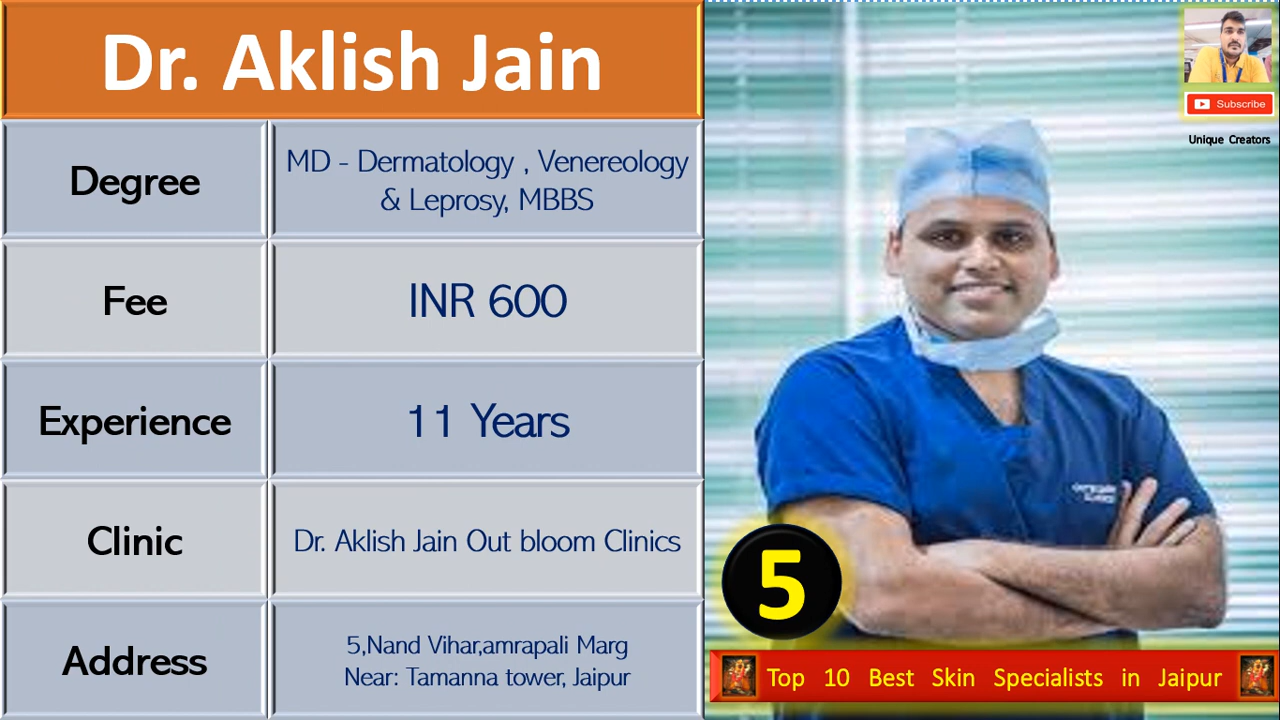 Dr. Aklish Jain
Degree
MD - Dermatology , Venereology
& Leprosy, MBBS
Fee
INR 600
Experience
11 Years
Clinic
Dr. Aklish Jain Out bloom Clinics
Address
5,Nand Vihar,amrapali Marg
Near: Tamanna tower, Jaipur
Subscribe
Unique Creators
5
Top 10 Best Skin Specialists in Jaipur